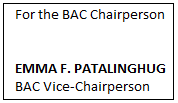 For the BAC Chairperson
EMMA F. PATALINGHUG
BAC Vice-Chairperson